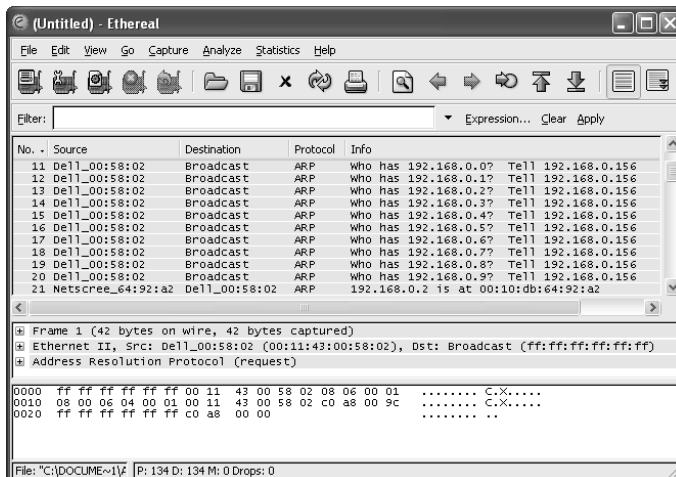 (Untitled) - Ethereal
File Edit View Go Capture Analyze Statistics Help
Filter: Expression... Clear Apply
No. Source Destination Protocol Info
11 Dell_00:58:02 Broadcast ARP Who has 192.168.0.0? Tell 192.168.0.156
12 Dell_00:58:02 Broadcast ARP Who has 192.168.0.1? Tell 192.168.0.156
13 Dell_00:58:02 Broadcast ARP Who has 192.168.0.2? Tell 192.168.0.156
14 Dell_00:58:02 Broadcast ARP Who has 192.168.0.3? Tell 192.168.0.156
15 Dell_00:58:02 Broadcast ARP Who has 192.168.0.4? Tell 192.168.0.156
16 Dell_00:58:02 Broadcast ARP Who has 192.168.0.5? Tell 192.168.0.156
17 Dell_00:58:02 Broadcast ARP Who has 192.168.0.6? Tell 192.168.0.156
18 Dell_00:58:02 Broadcast ARP Who has 192.168.0.7? Tell 192.168.0.156
19 Dell_00:58:02 Broadcast ARP Who has 192.168.0.8? Tell 192.168.0.156
20 Dell_00:58:02 Broadcast ARP Who has 192.168.0.9? Tell 192.168.0.156
21 Netscree_64:92:a2 Dell_00:58:02 ARP 192.168.0.2 is at 00:10:db:64:92:a2
Frame 1 (42 bytes on wire, 42 bytes captured)
Ethernet II, Src: Dell_00:58:02 (00:11:43:00:58:02), Dst: Broadcast (ff:ff:ff:ff:ff:ff)
Address Resolution Protocol (request)
0000 ff ff ff ff ff ff 00 11 43 00 58 02 08 06 00 01 ........ C.X.....
0010 08 00 06 04 00 01 00 11 43 00 58 02 c0 a8 00 9c ........ C.X.....
0020 ff ff ff ff ff ff c0 a8 00 00 ........ ..
File: "C:\DOCUME~1\A P: 134 D: 134 M: 0 Drops: 0